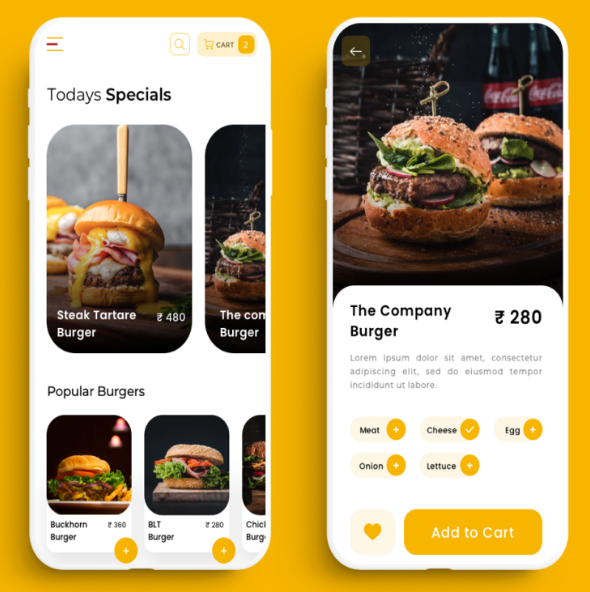 CART 2
Todays Specials
Steak Tartare
Burger
₹ 480
The com
Burger
Popular Burgers
Buckhorn
Burger
₹ 360
BLT
Burger
₹ 280
Chic
Burg
Coca-Cola
The Company
Burger
₹ 280
Lorem ipsum dolor sit amet, consectetur
adipiscing elit, sed do eiusmod tempor
incididunt ut labore.
Meat +
Cheese
Egg +
Onion +
Lettuce +
Add to Cart